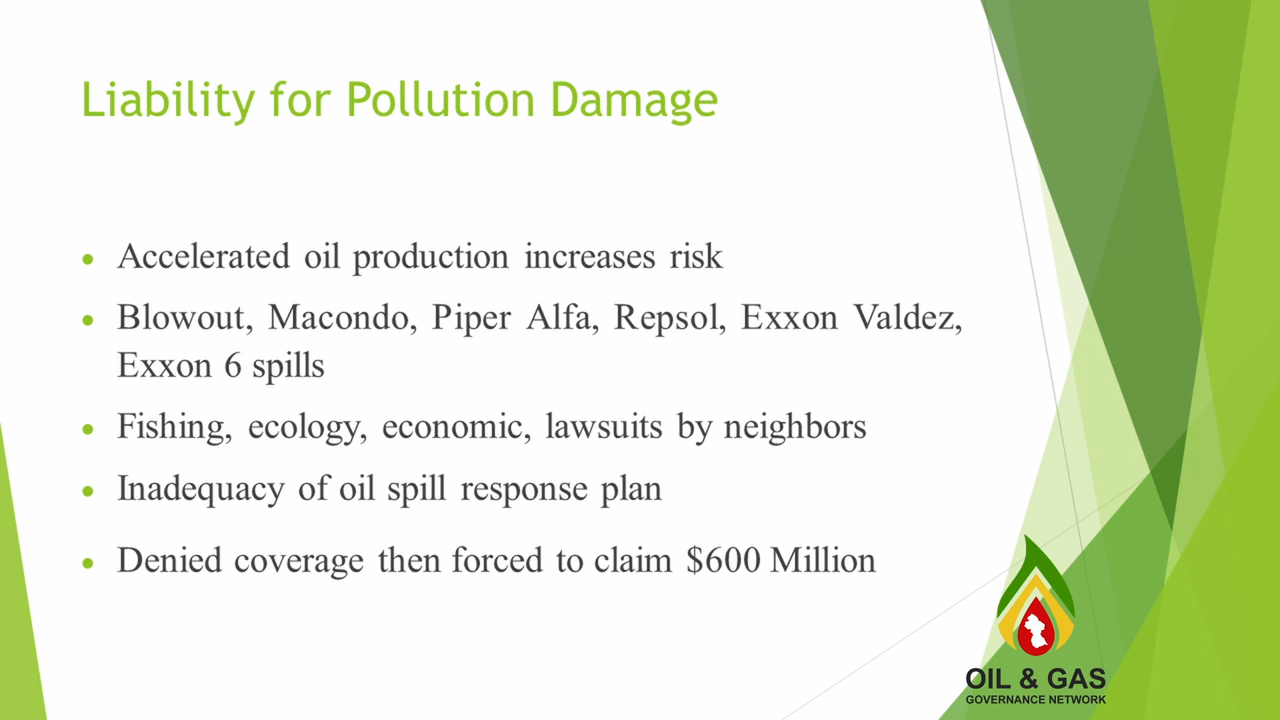 Liability for Pollution Damage
• Accelerated oil production increases risk
• Blowout, Macondo, Piper Alfa, Repsol, Exxon Valdez,
Exxon 6 spills
• Fishing, ecology, economic, lawsuits by neighbors
• Inadequacy of oil spill response plan
• Denied coverage then forced to claim $600 Million
OIL & GAS
GOVERNANCE NETWORK